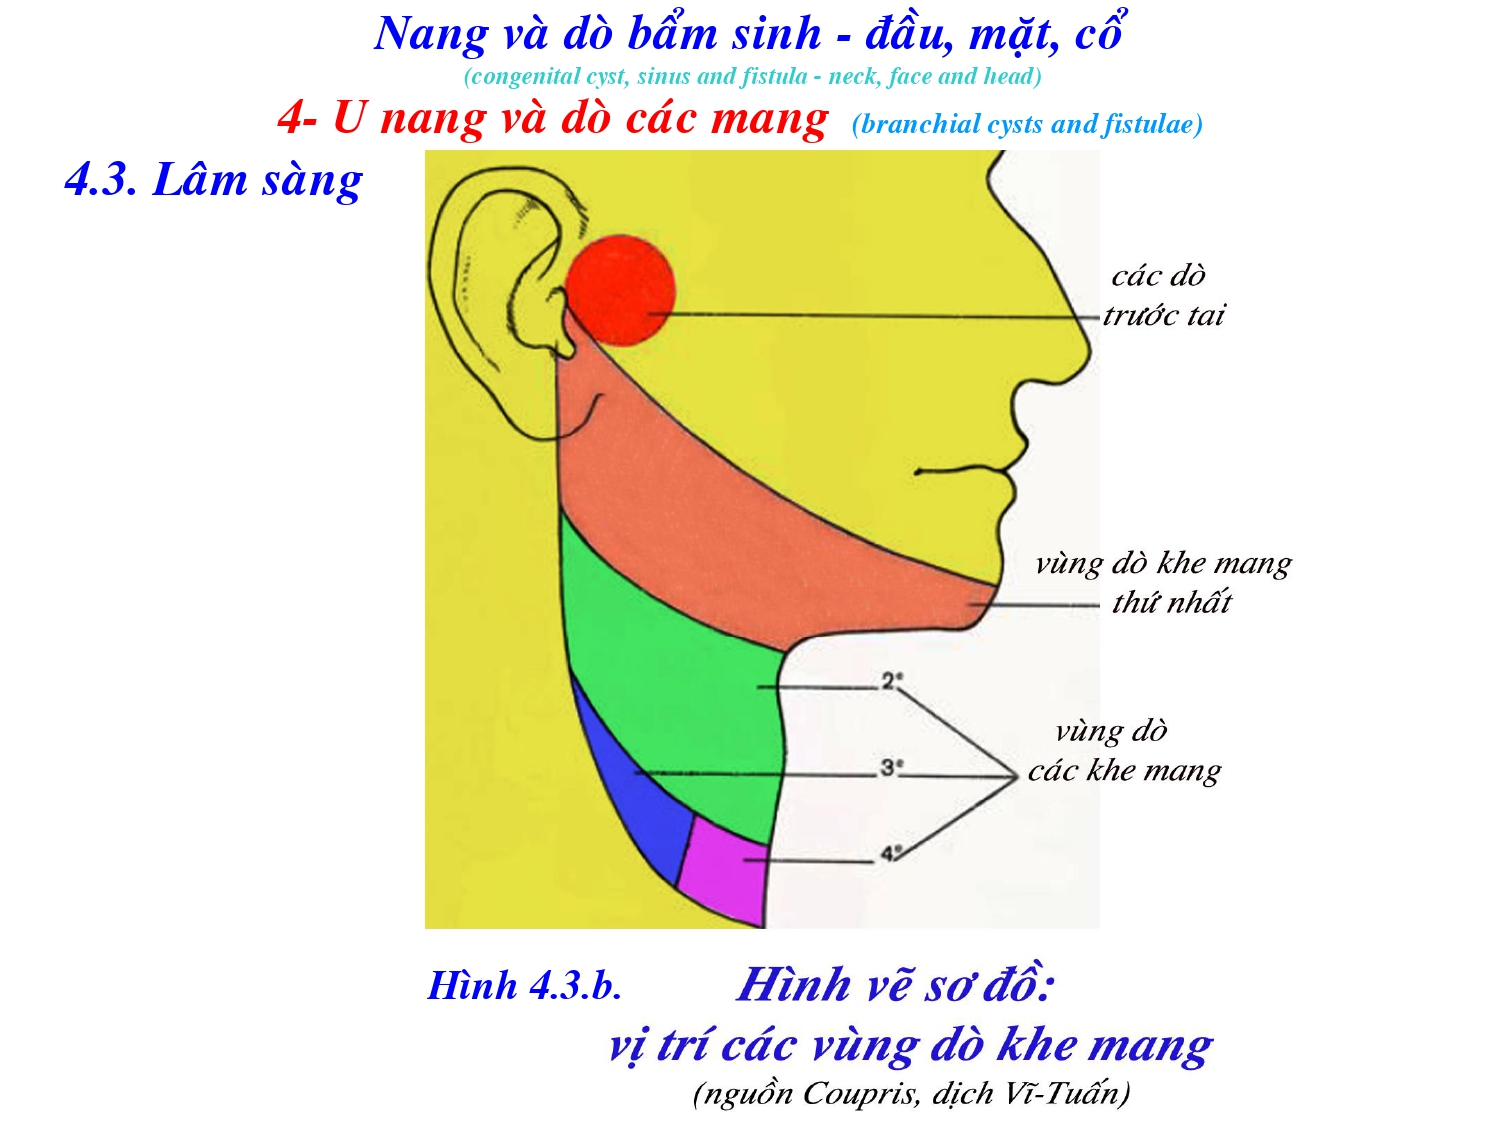 Nang và dò bẩm sinh - đầu, mặt, cổ
(congenital cyst, sinus and fistula - neck, face and head)
4- U nang và dò các mang (branchial cysts and fistulae)
4.3. Lâm sàng
các dò
trước tai
vùng dò khe mang
thứ nhất
2e
vùng dò
3e
các khe mang
4e
Hình 4.3.b. Hình vẽ sơ đồ:
vị trí các vùng dò khe mang
(nguồn Coupris, dịch Vĩ-Tuấn)